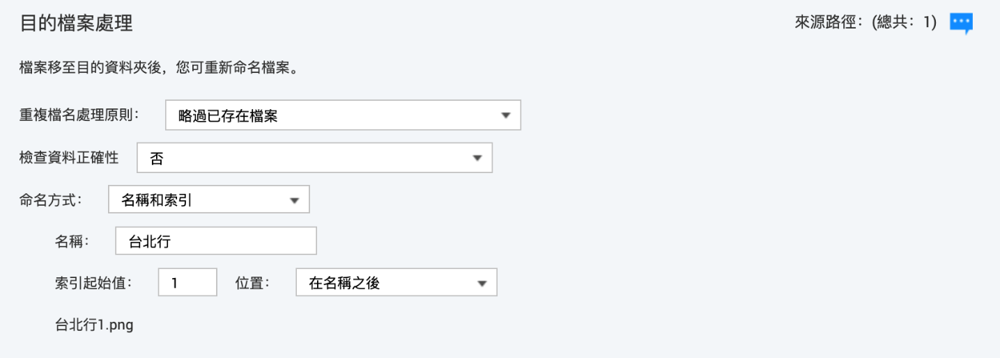 目的檔案處理
來源路徑：(總共：1)
檔案移至目的資料夾後，您可重新命名檔案。
重複檔名處理原則： 略過已存在檔案
檢查資料正確性 否
命名方式： 名稱和索引
名稱： 台北行
索引起始值： 1 位置： 在名稱之後
台北行1.png